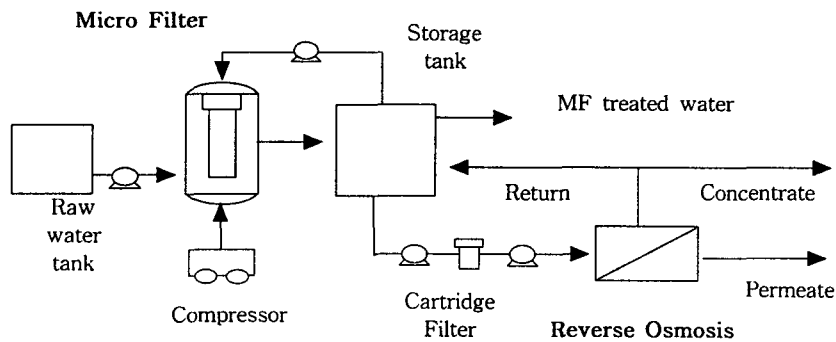 Micro Filter
Storage
tank
MF treated water
Raw
water
tank
Return
Concentrate
Compressor
Cartridge
Filter
Permeate
Reverse Osmosis